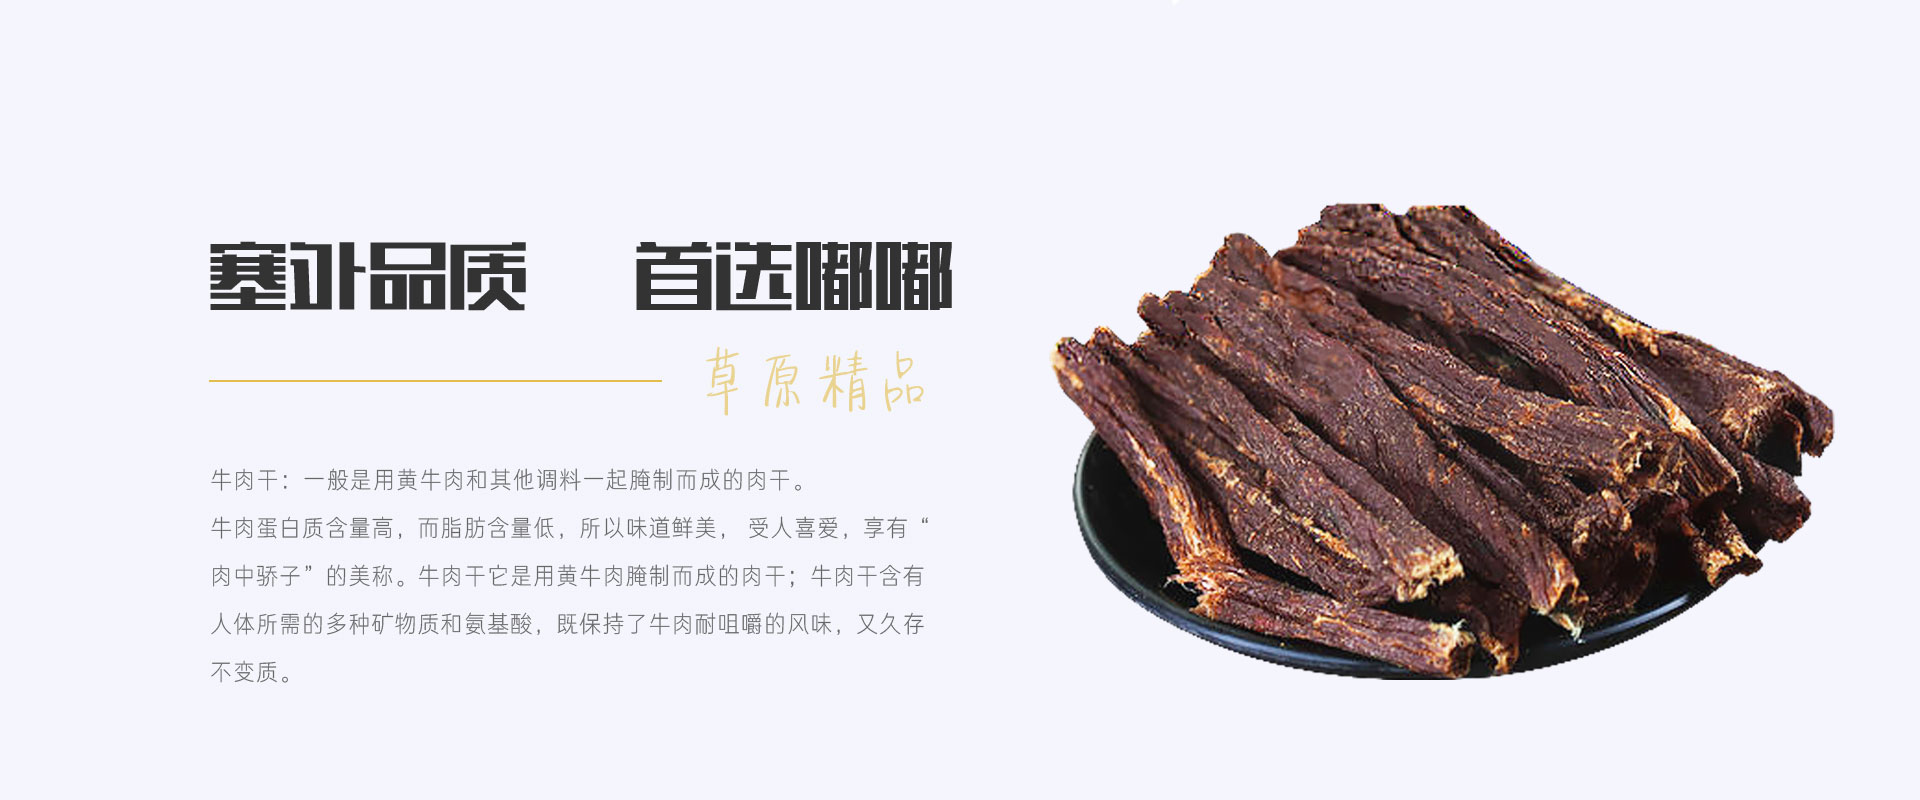 塞外品质 首选嘟嘟
草原精品
牛肉干：一般是用黄牛肉和其他调料一起腌制而成的肉干。
牛肉蛋白质含量高，而脂肪含量低，所以味道鲜美， 受人喜爱，享有“
肉中骄子”的美称。牛肉干它是用黄牛肉腌制而成的肉干；牛肉干含有
人体所需的多种矿物质和氨基酸，既保持了牛肉耐咀嚼的风味，又久存
不变质。